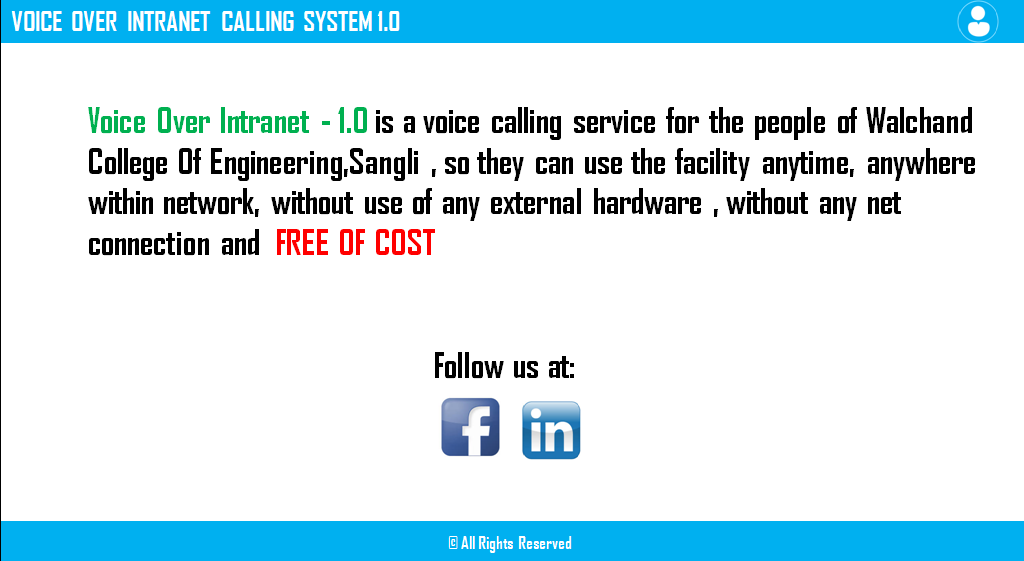 VOICE OVER INTRANET CALLING SYSTEM 1.0
Voice Over Intranet - 1.0 is a voice calling service for the people of Walchand
College Of Engineering,Sangli , so they can use the facility anytime, anywhere
within network, without use of any external hardware , without any net
connection and FREE OF COST
Follow us at:
f in
© All Rights Reserved